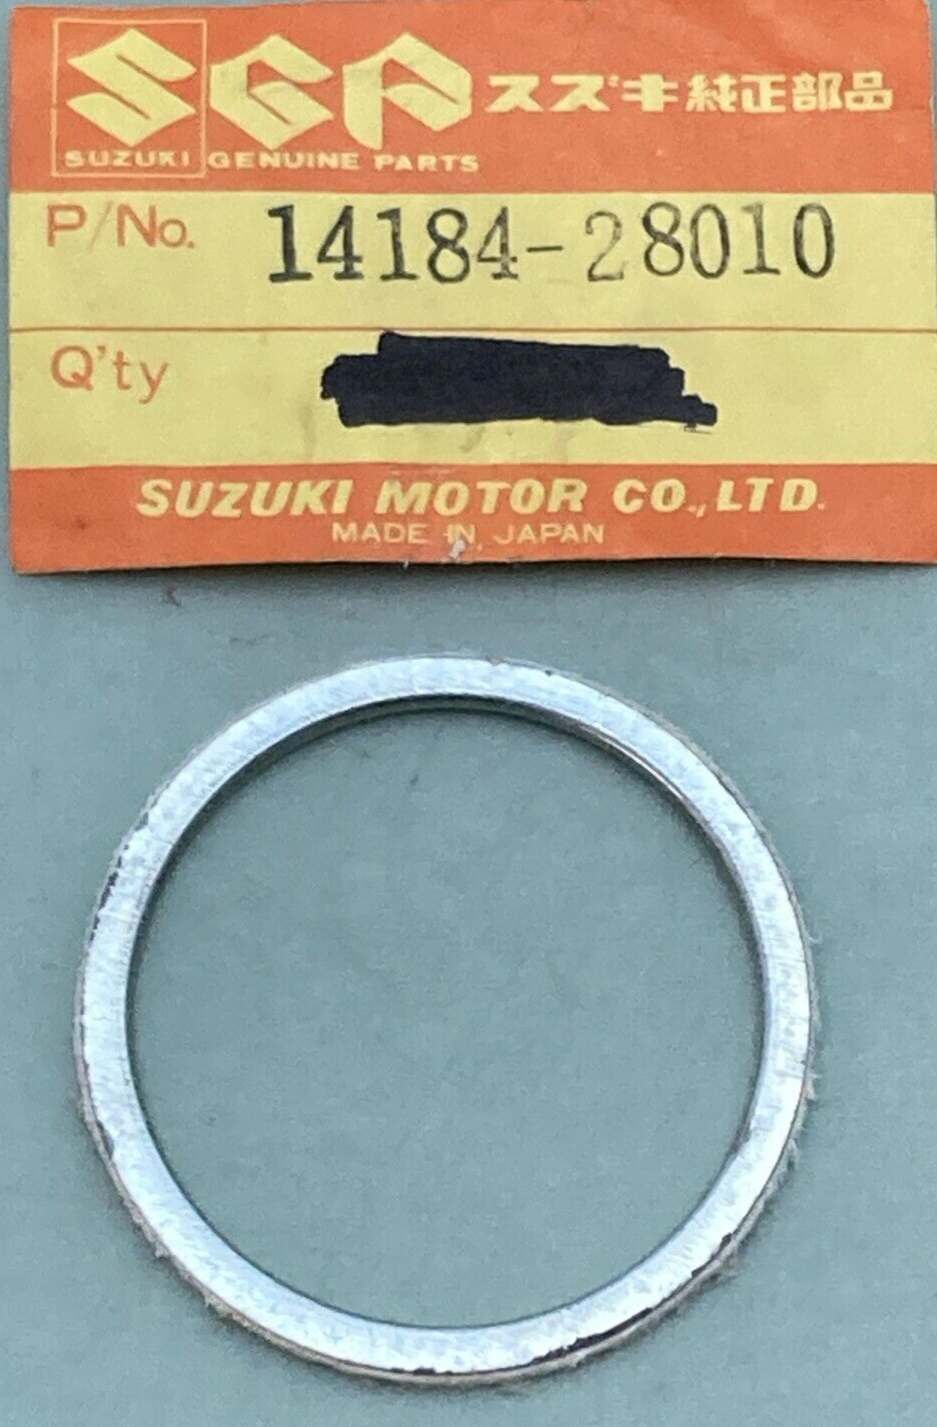 SGP スズキ純正部品
SUZUKI GENUINE PARTS
P/No. 14184-28010
Q'ty
SUZUKI MOTOR CO.,LTD.
MADE IN JAPAN